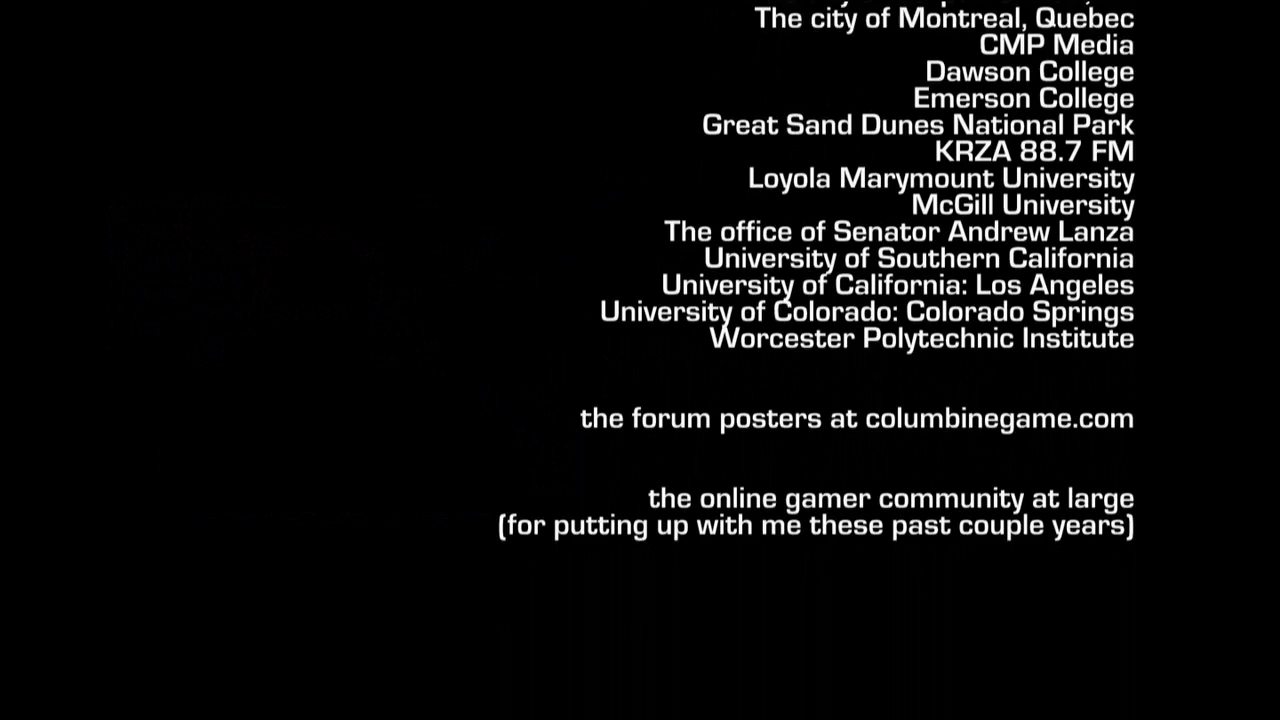 The city of Montreal, Quebec
CMP Media
Dawson College
Emerson College
Great Sand Dunes National Park
KRZA 88.7 FM
Loyola Marymount University
McGill University
The office of Senator Andrew Lanza
University of Southern California
University of California: Los Angeles
University of Colorado: Colorado Springs
Worcester Polytechnic Institute
the forum posters at columbinegame.com
the online gamer community at large
(for putting up with me these past couple years)